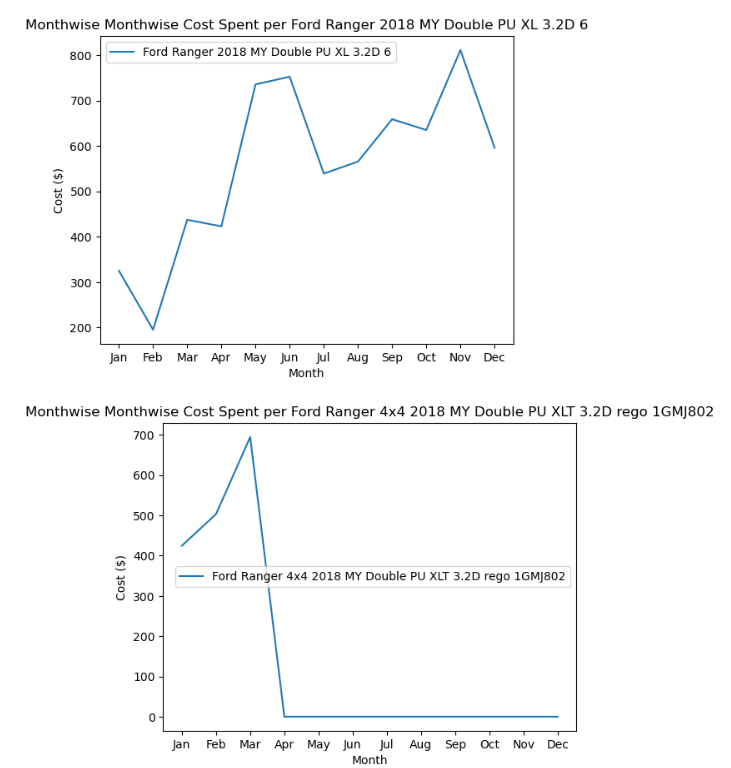 Monthwise Monthwise Cost Spent per Ford Ranger 2018 MY Double PU XL 3.2D 6
Ford Ranger 2018 MY Double PU XL 3.2D 6
800
700
600
500
400
300
200
Cost ($)
Jan Feb Mar Apr May Jun Jul Aug Sep Oct Nov Dec
Month
Monthwise Monthwise Cost Spent per Ford Ranger 4x4 2018 MY Double PU XLT 3.2D rego 1GMJ802
700
600
500
400
Ford Ranger 4x4 2018 MY Double PU XLT 3.2D rego 1GMJ802
300
200
100
0
Cost ($)
Jan Feb Mar Apr May Jun Jul Aug Sep Oct Nov Dec
Month